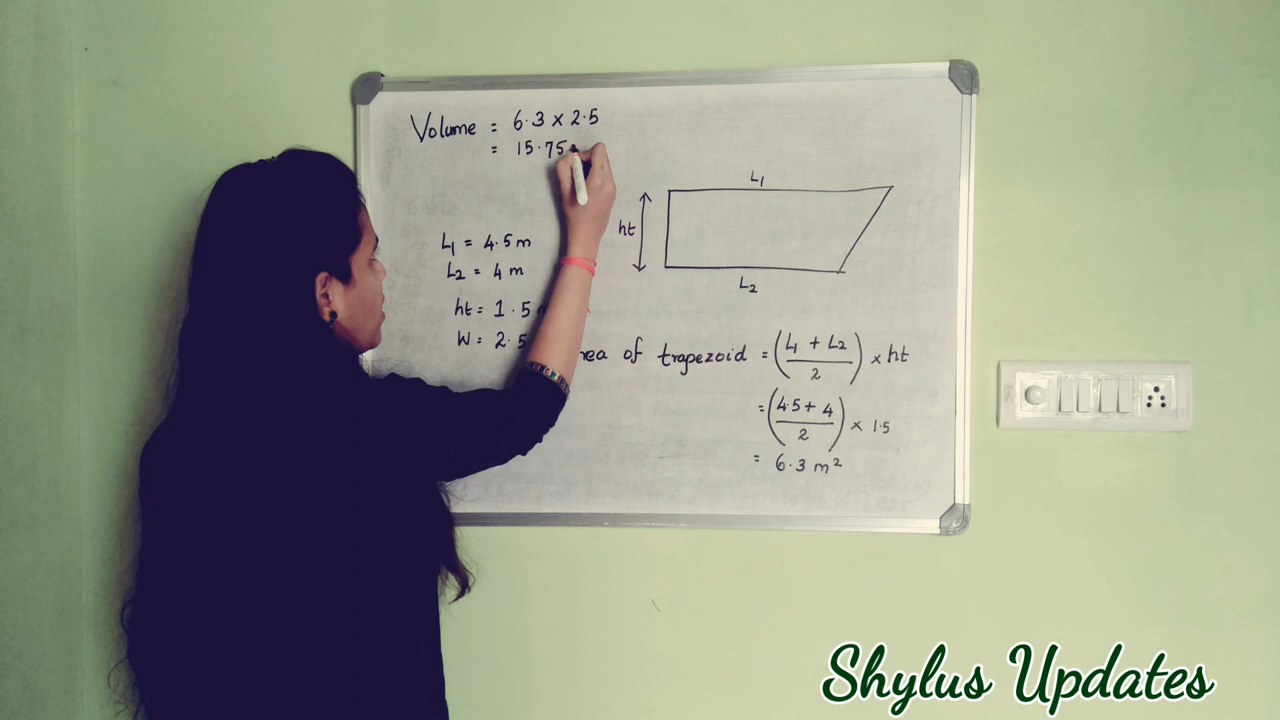 Volume = 6.3 x 2.5
= 15.75
L1
ht
L1 = 4.5 m
L2 = 4 m
L2
ht = 1.5
W = 2.5
of trapezoid = (L1 + L2 / 2) x ht
= (4.5 + 4 / 2) x 1.5
= 6.3 m²
Shylus Updates